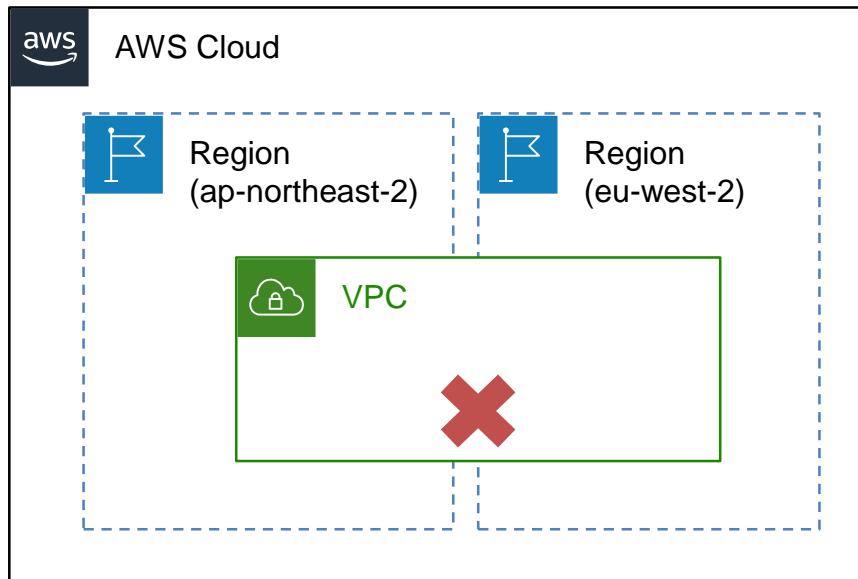 aws
AWS Cloud
Region
(ap-northeast-2)
Region
(eu-west-2)
VPC